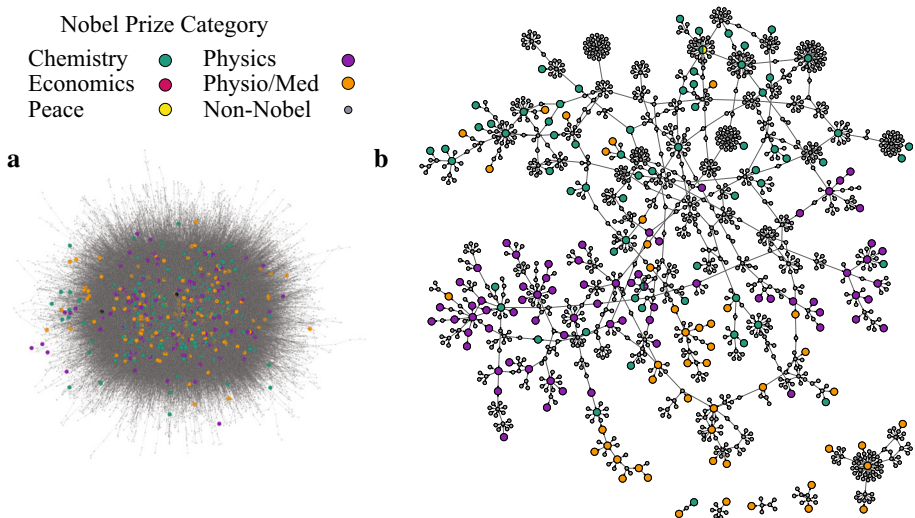 Nobel Prize Category
Chemistry Physics
Economics Physio/Med
Peace Non-Nobel
a
b